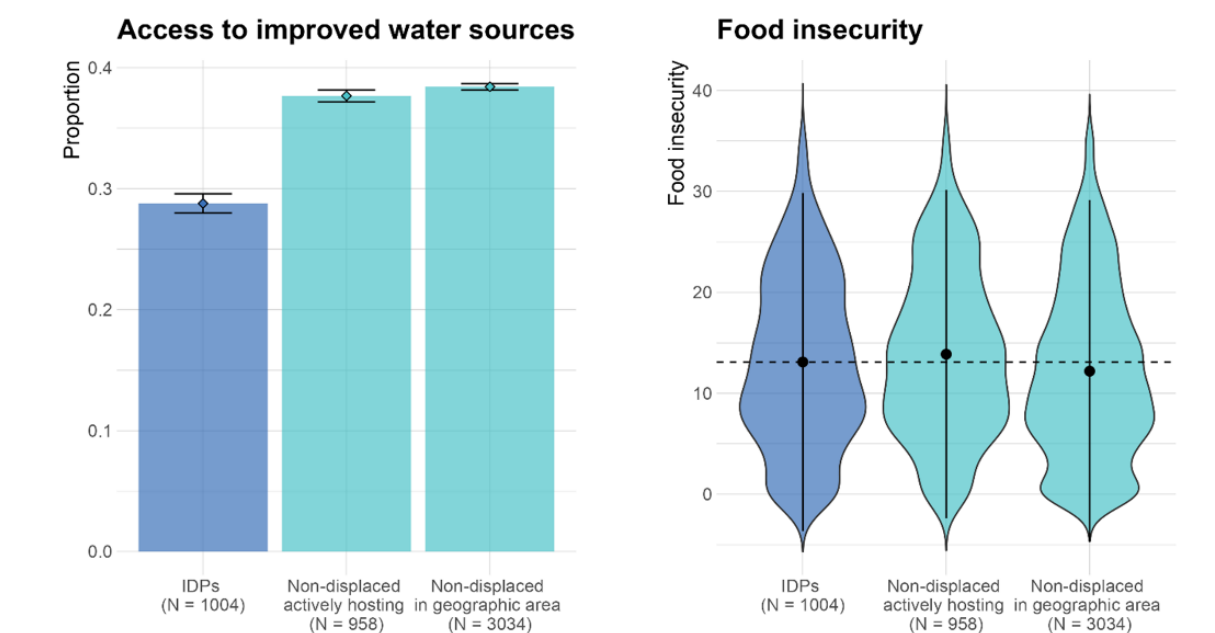 Access to improved water sources
Proportion
0.4
0.3
0.2
0.1
0.0
IDPs
(N = 1004)
Non-displaced
actively hosting
(N = 958)
Non-displaced
in geographic area
(N = 3034)
Food insecurity
Food insecurity
40
30
20
10
0
IDPs
(N = 1004)
Non-displaced
actively hosting
(N = 958)
Non-displaced
in geographic area
(N = 3034)